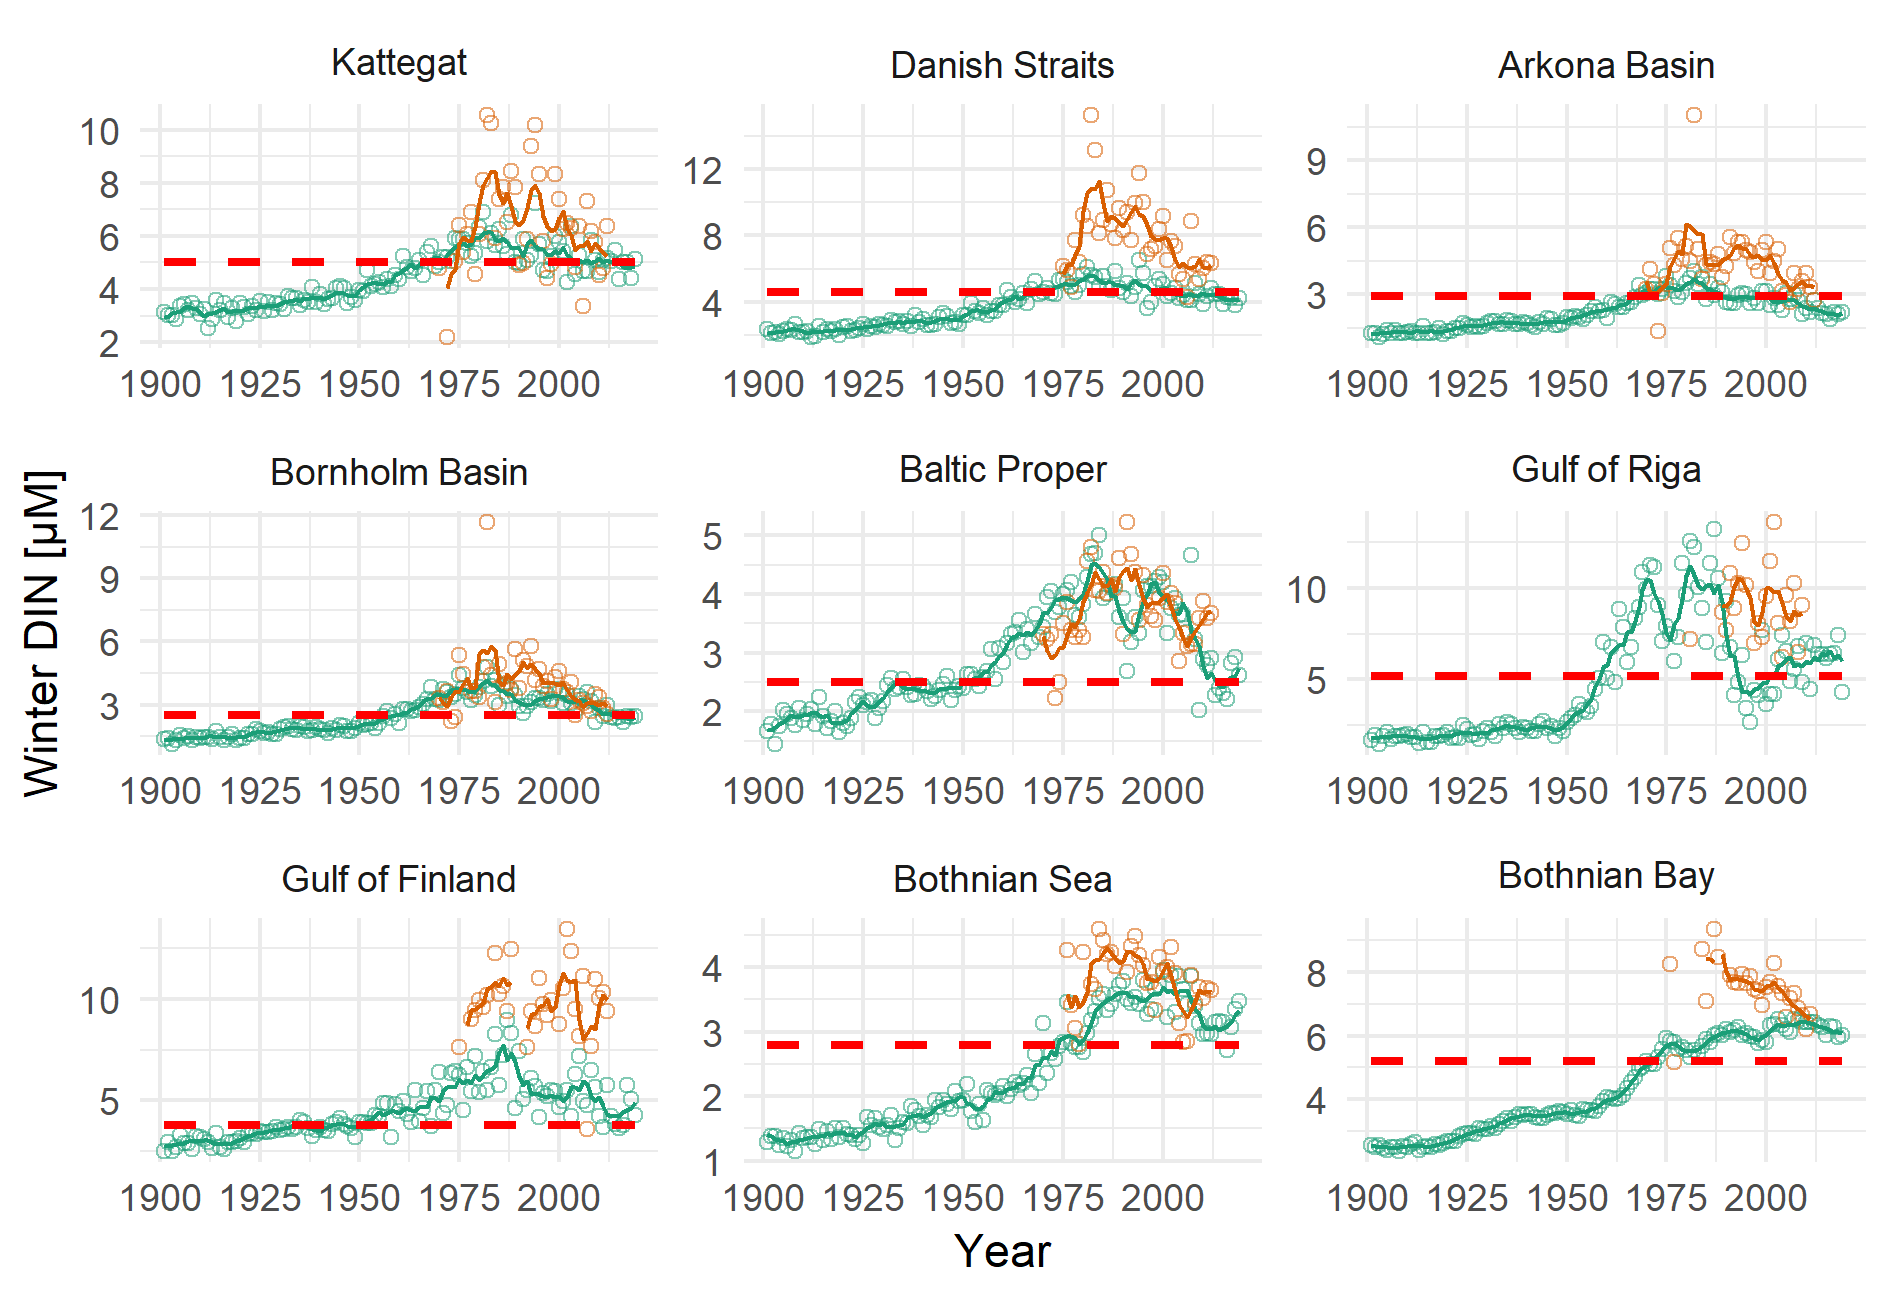 Kattegat
Danish Straits
Arkona Basin
10
8
6
4
2
12
8
4
9
6
3
1900 1925 1950 1975 2000
1900 1925 1950 1975 2000
1900 1925 1950 1975 2000
Bornholm Basin
Baltic Proper
Gulf of Riga
Winter DIN [µM]
12
9
6
3
5
4
3
2
10
5
1900 1925 1950 1975 2000
1900 1925 1950 1975 2000
1900 1925 1950 1975 2000
Gulf of Finland
Bothnian Sea
Bothnian Bay
10
5
4
3
2
1
8
6
4
1900 1925 1950 1975 2000
1900 1925 1950 1975 2000
1900 1925 1950 1975 2000
Year